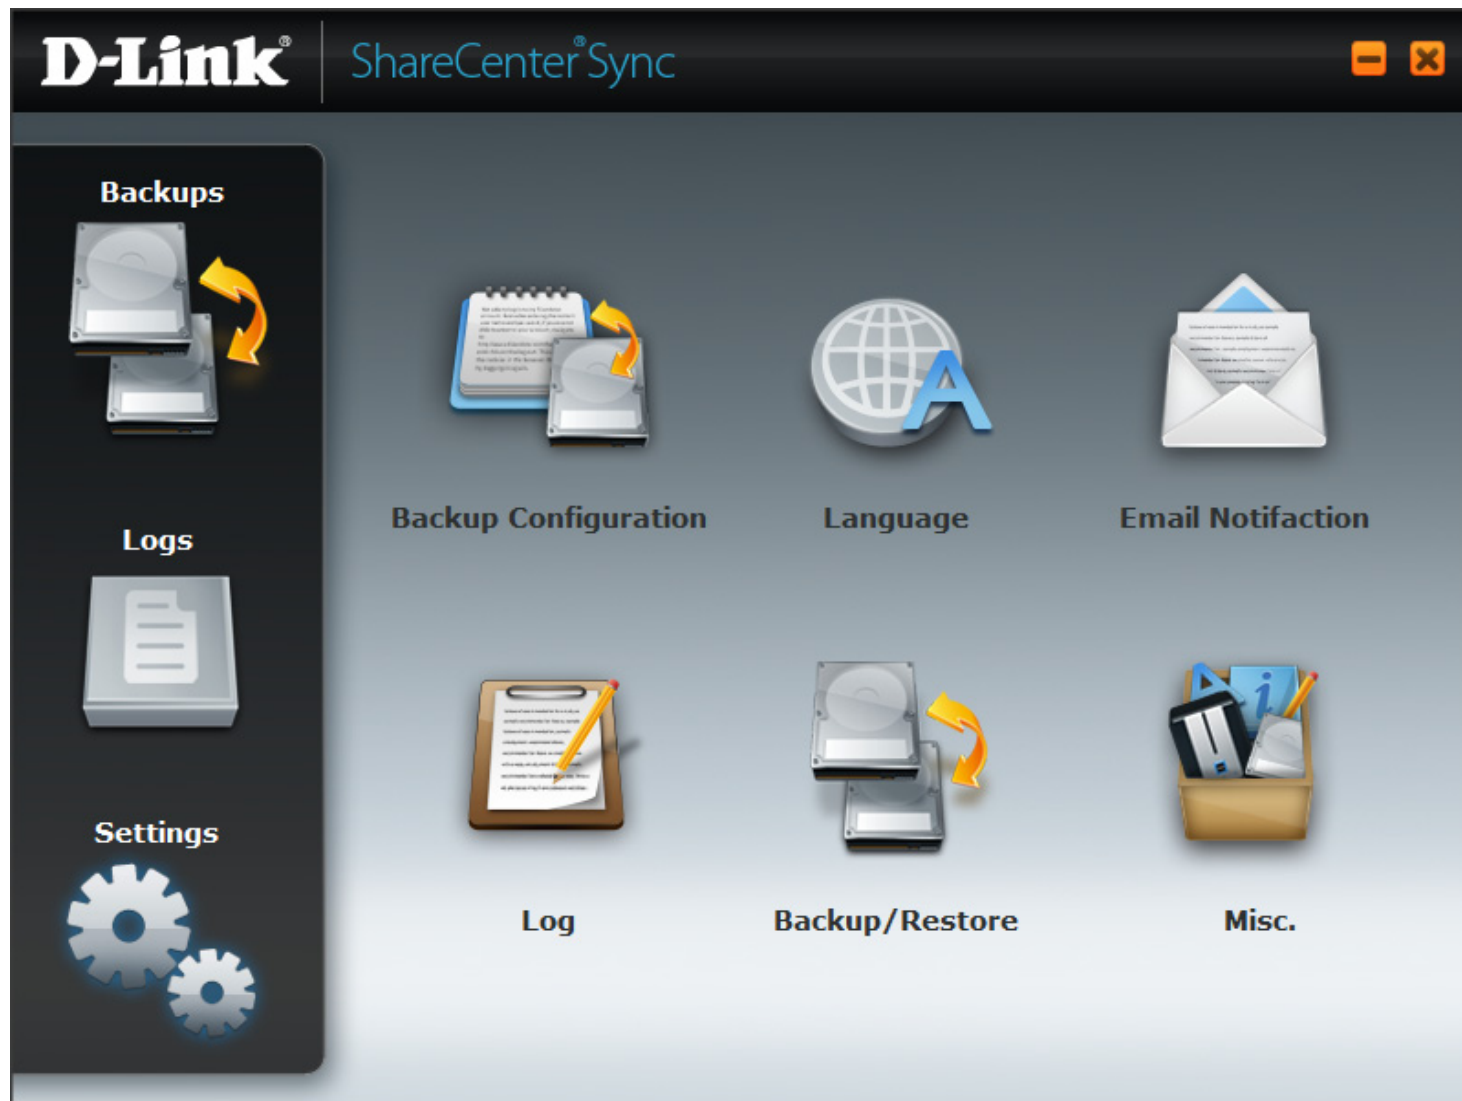 D-Link®
ShareCenter® Sync
Backups
Logs
Settings
Backup Configuration
Language
Email Notifaction
Log
Backup/Restore
Misc.